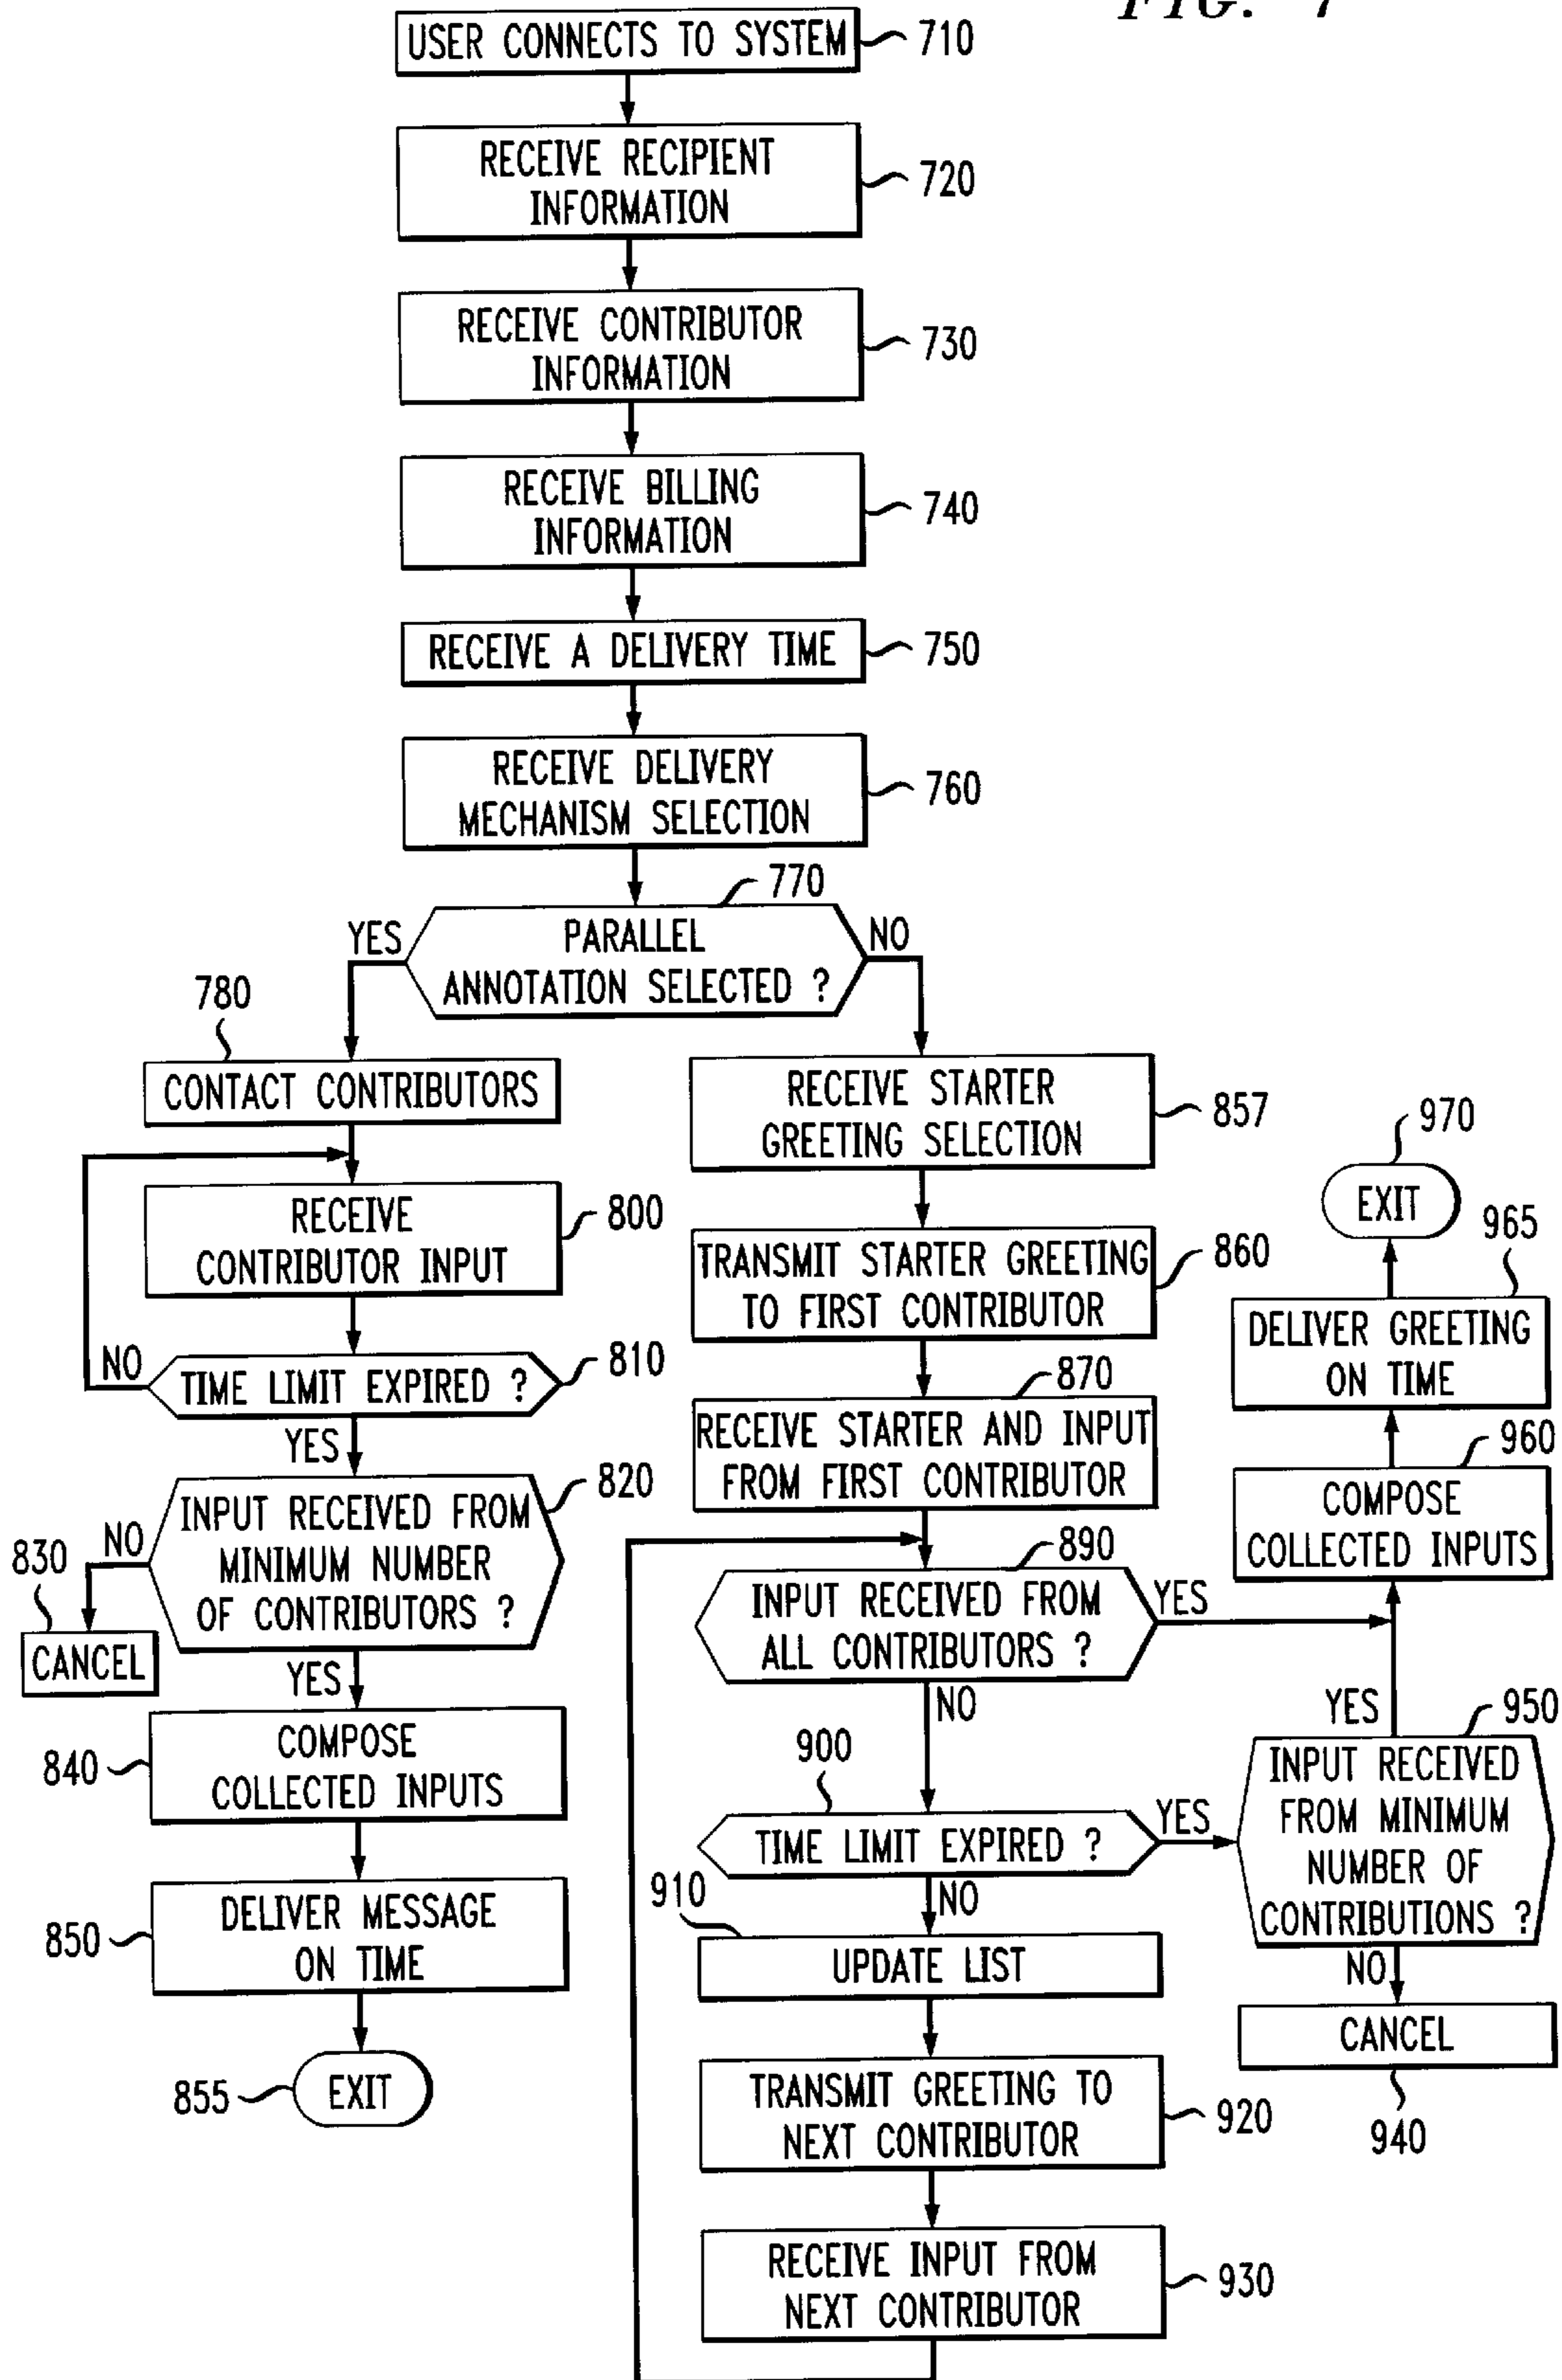 FIG. 7
USER CONNECTS TO SYSTEM
710
RECEIVE RECIPIENT
INFORMATION
720
RECEIVE CONTRIBUTOR
INFORMATION
730
RECEIVE BILLING
INFORMATION
740
RECEIVE A DELIVERY TIME
750
RECEIVE DELIVERY
MECHANISM SELECTION
760
770
PARALLEL
ANNOTATION SELECTED ?
YES
NO
780
CONTACT CONTRIBUTORS
RECEIVE
CONTRIBUTOR INPUT
800
TIME LIMIT EXPIRED ?
810
NO
YES
INPUT RECEIVED FROM
MINIMUM NUMBER
OF CONTRIBUTORS ?
820
NO
830
CANCEL
YES
COMPOSE
COLLECTED INPUTS
840
DELIVER MESSAGE
ON TIME
850
EXIT
855
RECEIVE STARTER
GREETING SELECTION
857
TRANSMIT STARTER GREETING
TO FIRST CONTRIBUTOR
860
870
RECEIVE STARTER AND INPUT
FROM FIRST CONTRIBUTOR
890
INPUT RECEIVED FROM
ALL CONTRIBUTORS ?
YES
NO
900
TIME LIMIT EXPIRED ?
YES
NO
910
UPDATE LIST
TRANSMIT GREETING TO
NEXT CONTRIBUTOR
920
RECEIVE INPUT FROM
NEXT CONTRIBUTOR
930
970
EXIT
965
DELIVER GREETING
ON TIME
960
COMPOSE
COLLECTED INPUTS
YES
950
INPUT RECEIVED
FROM MINIMUM
NUMBER OF
CONTRIBUTIONS ?
NO
CANCEL
940